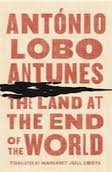 ANTÓNIO
LOBO
ANTUNES
THE LAND AT
THE END OF
THE WORLD
TRANSLATED BY MARGARET JULL COSTA